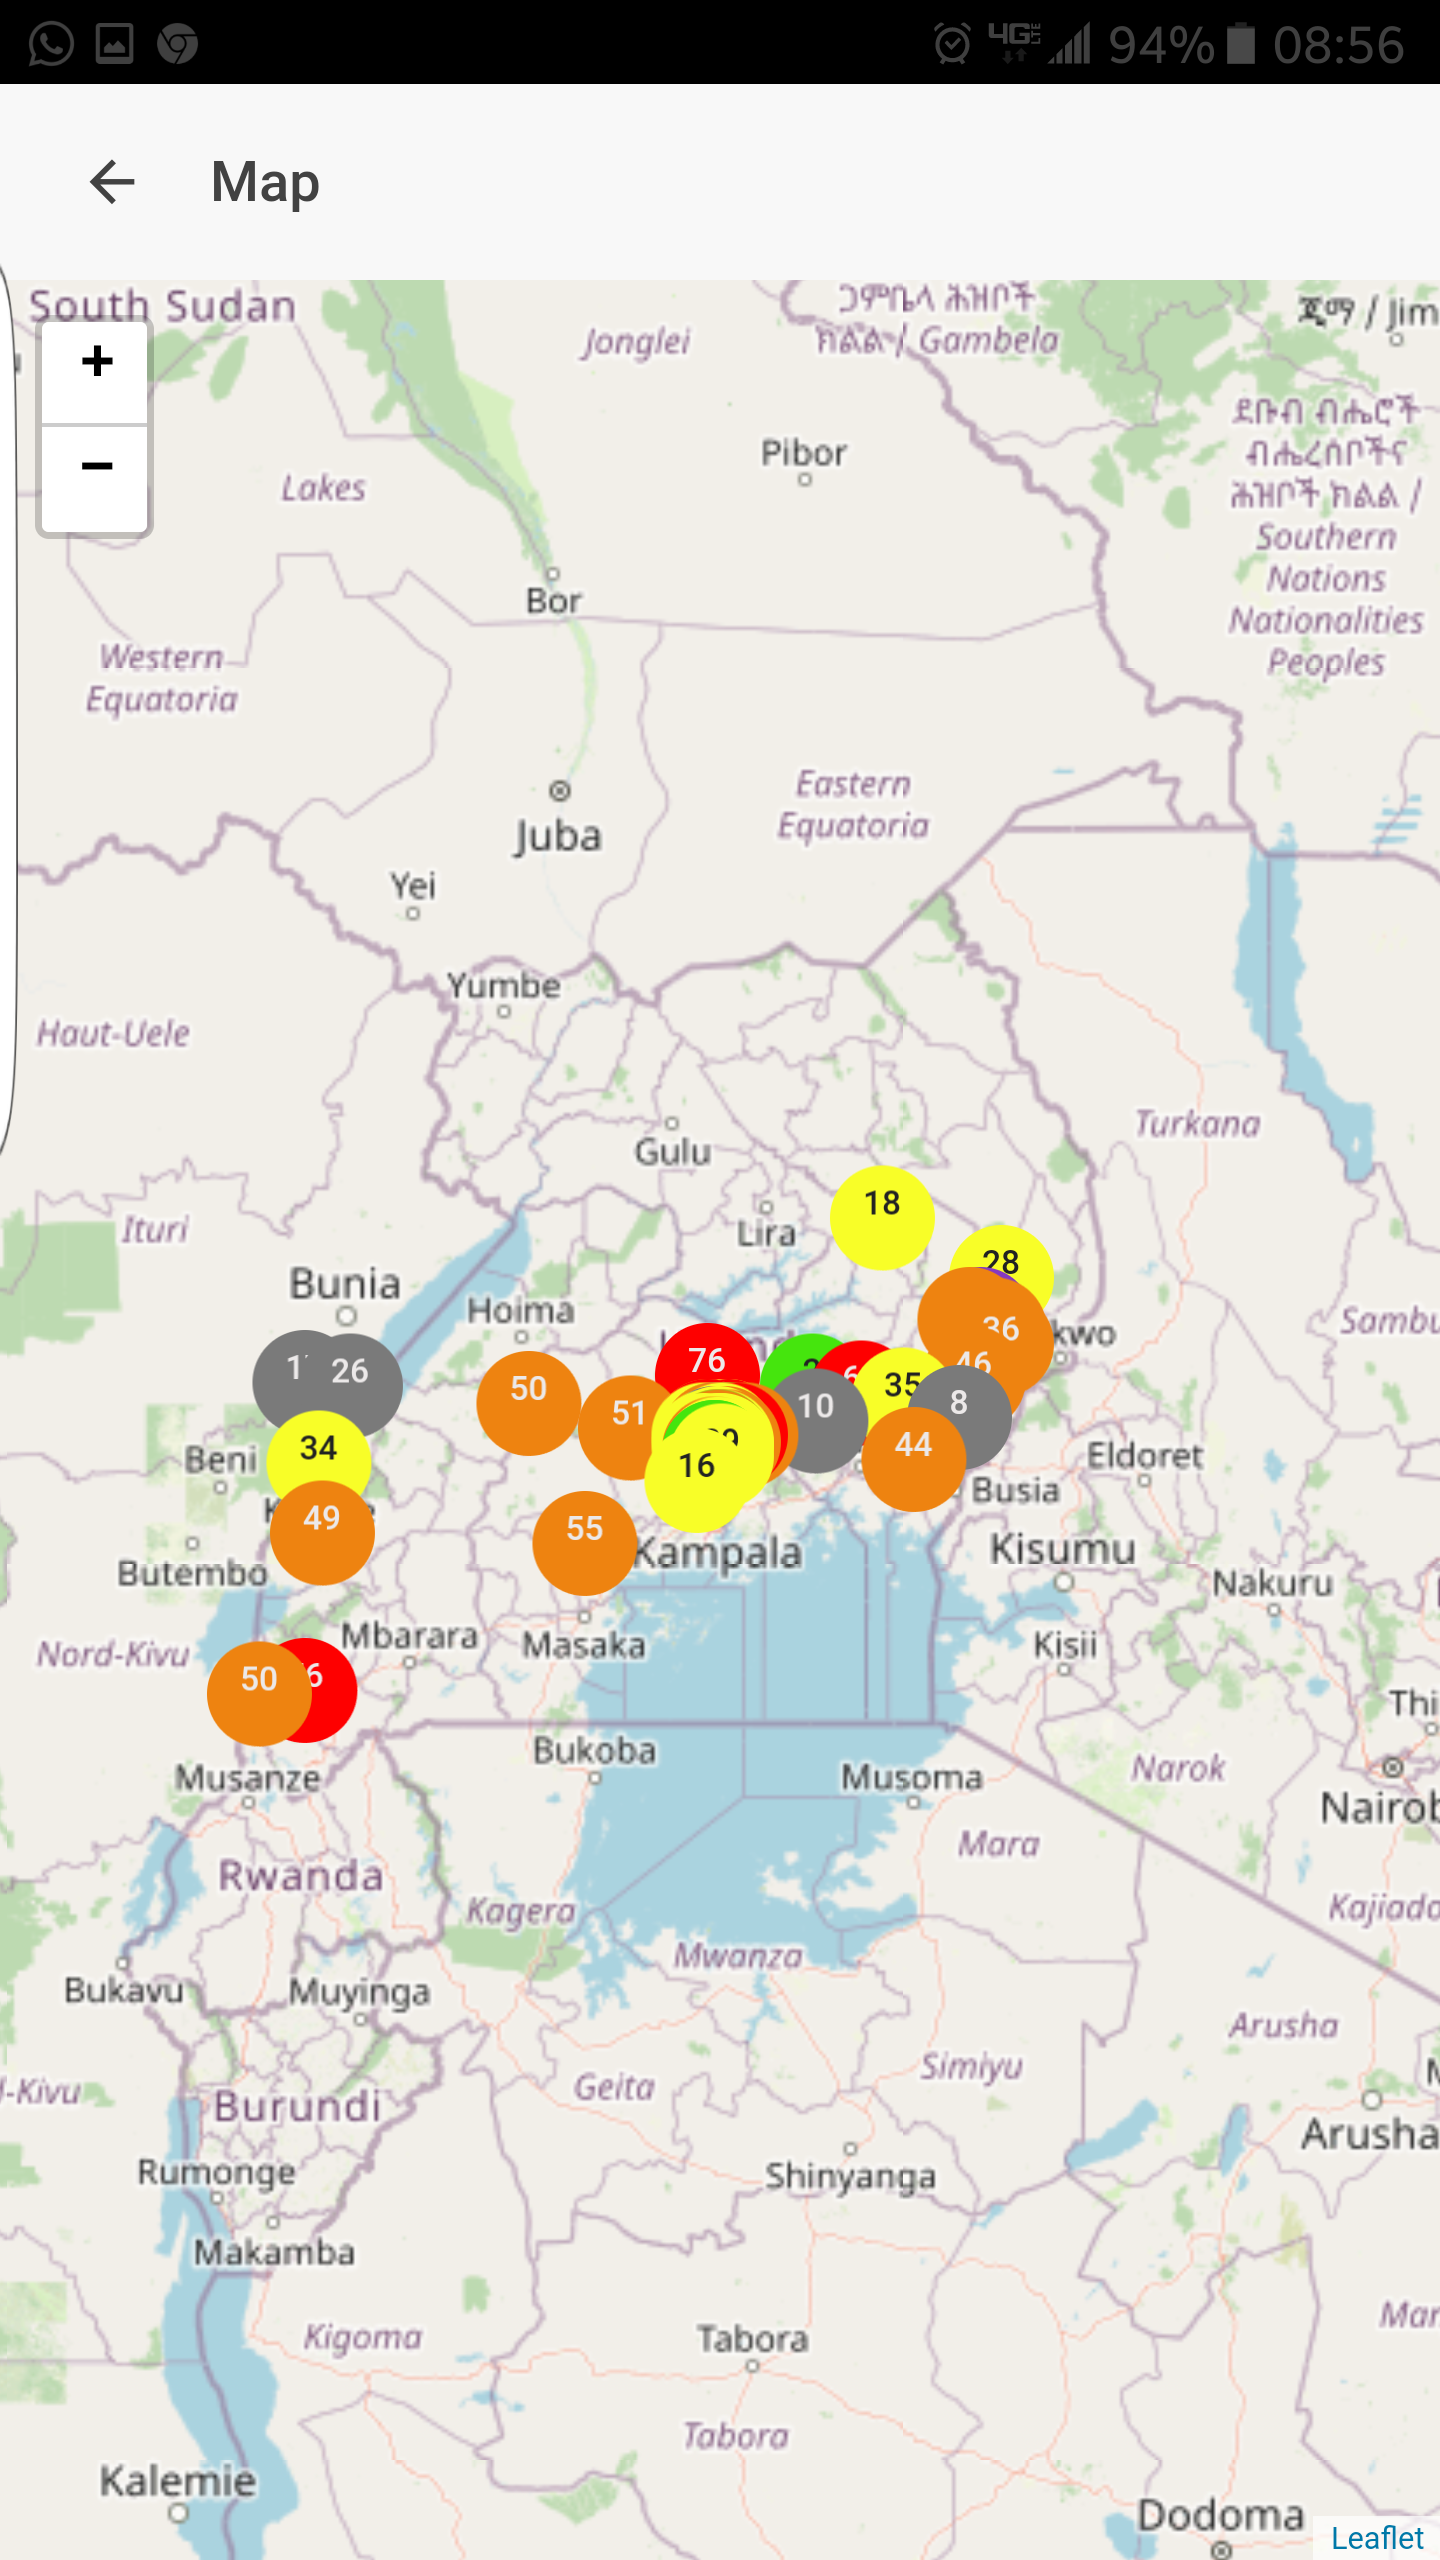 94% 08:56
Map
South Sudan
+
−
Jonglei
ጋምቤላ ሕዝቦች
ክልል / Gambela
ጂማ / Jim
ደቡብ ብሔሮች
ብሔረሰቦችና
ሕዝቦች ክልል /
Southern
Nations
Nationalities
Peoples
Pibor
Lakes
Bor
Western
Equatoria
Eastern
Equatoria
Juba
Yei
Yumbe
Haut-Uele
Gulu
Turkana
18
Lira
Ituri
28
Bunia
Hoima
36
kwo
Sambu
76
46
26
50
35
51
10
8
34
44
Beni
16
Eldoret
Busia
49
55
Kampala
Kisumu
Butembo
Nakuru
Nord-Kivu
Mbarara
Masaka
Kisii
50
6
Thi
Bukoba
Musanze
Musoma
Narok
Nairob
Mara
Rwanda
Kagera
Kajiado
Mwanza
Bukavu
Muyinga
Arusha
Simiyu
-Kivu
Geita
Burundi
Arusha
Rumonge
Shinyanga
Makamba
Kigoma
Tabora
Mar
Tabora
Kalemie
Dodoma
Leaflet